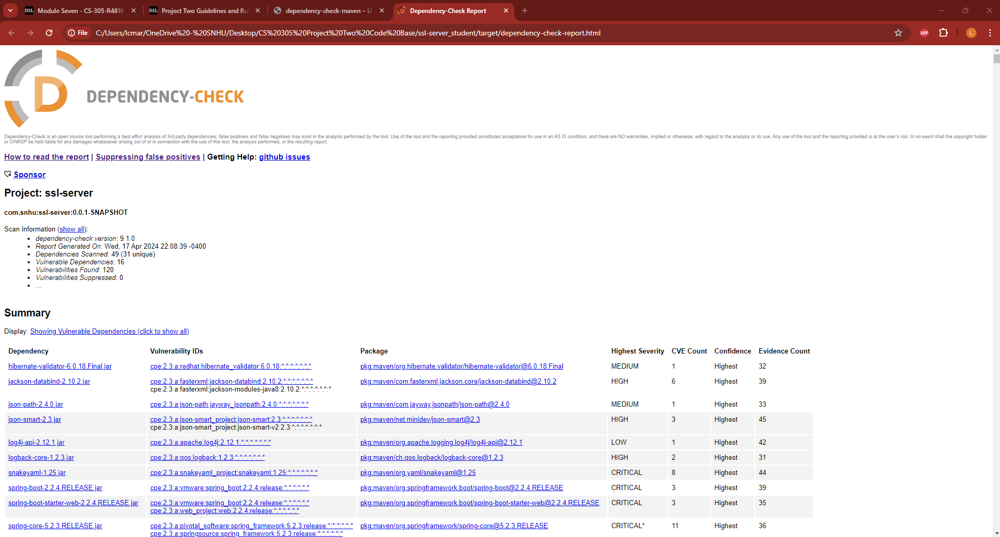 Module Seven - CS-305-R4818
Project Two Guidelines and Ru
dependency-check-maven – Us
Dependency-Check Report
File
C:/Users/lcmar/OneDrive%20-%20SNHU/Desktop/CS%20305%20Project%20Two%20Code%20Base/ssl-server_student/target/dependency-check-report.html
ABP
L
D
DEPENDENCY-CHECK
Dependency-Check is an open source tool performing a best effort analysis of 3rd party dependencies; false positives and false negatives may exist in the analysis performed by the tool. Use of the tool and the reporting provided constitutes acceptance for use in an AS IS condition, and there are NO warranties, implied or otherwise, with regard to the analysis or its use. Any use of the tool and the reporting provided is at the user's risk. In no event shall the copyright holder
or OWASP be held liable for any damages whatsoever arising out of or in connection with the use of this tool, the analysis performed, or the resulting report.
How to read the report | Suppressing false positives | Getting Help: github issues
Sponsor
Project: ssl-server
com.snhu:ssl-server:0.0.1-SNAPSHOT
Scan Information (show all):
• dependency-check version: 9.1.0
• Report Generated On: Wed, 17 Apr 2024 22:08:39 -0400
• Dependencies Scanned: 49 (31 unique)
• Vulnerable Dependencies: 16
• Vulnerabilities Found: 120
• Vulnerabilities Suppressed: 0
• ...
Summary
Display: Showing Vulnerable Dependencies (click to show all)
Dependency Vulnerability IDs Package Highest Severity CVE Count Confidence Evidence Count
hibernate-validator-6.0.18.Final.jar cpe:2.3:a:redhat:hibernate_validator:6.0.18:*:*:*:*:*:*:* pkg:maven/org.hibernate.validator/hibernate-validator@6.0.18.Final MEDIUM 1 Highest 32
jackson-databind-2.10.2.jar cpe:2.3:a:fasterxml:jackson-databind:2.10.2:*:*:*:*:*:*:* pkg:maven/com.fasterxml.jackson.core/jackson-databind@2.10.2 HIGH 6 Highest 39
cpe:2.3:a:fasterxml:jackson-modules-java8:2.10.2:*:*:*:*:*:*:*
json-path-2.4.0.jar cpe:2.3:a:json-path:jayway_jsonpath:2.4.0:*:*:*:*:*:*:* pkg:maven/com.jayway.jsonpath/json-path@2.4.0 MEDIUM 1 Highest 33
json-smart-2.3.jar cpe:2.3:a:json-smart_project:json-smart:2.3:*:*:*:*:*:*:* pkg:maven/net.minidev/json-smart@2.3 HIGH 3 Highest 45
cpe:2.3:a:json-smart_project:json-smart-v2:2.3:*:*:*:*:*:*:*
log4j-api-2.12.1.jar cpe:2.3:a:apache:log4j:2.12.1:*:*:*:*:*:*:* pkg:maven/org.apache.logging.log4j/log4j-api@2.12.1 LOW 1 Highest 42
logback-core-1.2.3.jar cpe:2.3:a:qos:logback:1.2.3:*:*:*:*:*:*:* pkg:maven/ch.qos.logback/logback-core@1.2.3 HIGH 2 Highest 31
snakeyaml-1.25.jar cpe:2.3:a:snakeyaml_project:snakeyaml:1.25:*:*:*:*:*:*:* pkg:maven/org.yaml/snakeyaml@1.25 CRITICAL 8 Highest 44
spring-boot-2.2.4.RELEASE.jar cpe:2.3:a:vmware:spring_boot:2.2.4:release:*:*:*:*:*:* pkg:maven/org.springframework.boot/spring-boot@2.2.4.RELEASE CRITICAL 3 Highest 39
spring-boot-starter-web-2.2.4.RELEASE.jar cpe:2.3:a:vmware:spring_boot:2.2.4:release:*:*:*:*:*:* pkg:maven/org.springframework.boot/spring-boot-starter-web@2.2.4.RELEASE CRITICAL 3 Highest 35
cpe:2.3:a:web_project:web:2.2.4:release:*:*:*:*:*:*
spring-core-5.2.3.RELEASE.jar cpe:2.3:a:pivotal_software:spring_framework:5.2.3:release:*:*:*:*:*:* pkg:maven/org.springframework/spring-core@5.2.3.RELEASE CRITICAL* 11 Highest 36
cpe:2.3:a:springsource:spring_framework:5.2.3:release:*:*:*:*:*:*